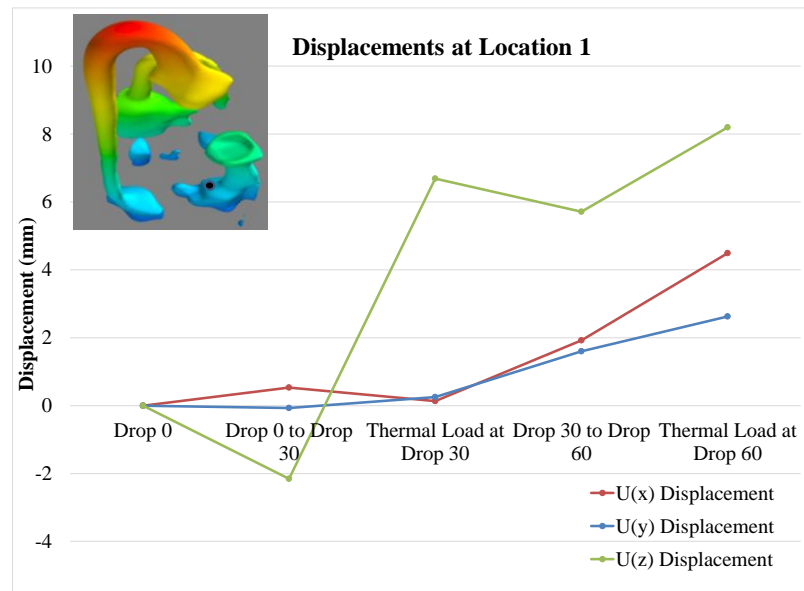 Displacements at Location 1
Displacement (mm)
10
8
6
4
2
0
-2
-4
Drop 0
Drop 0 to Drop
30
Thermal Load at
Drop 30
Drop 30 to Drop
60
Thermal Load at
Drop 60
U(x) Displacement
U(y) Displacement
U(z) Displacement